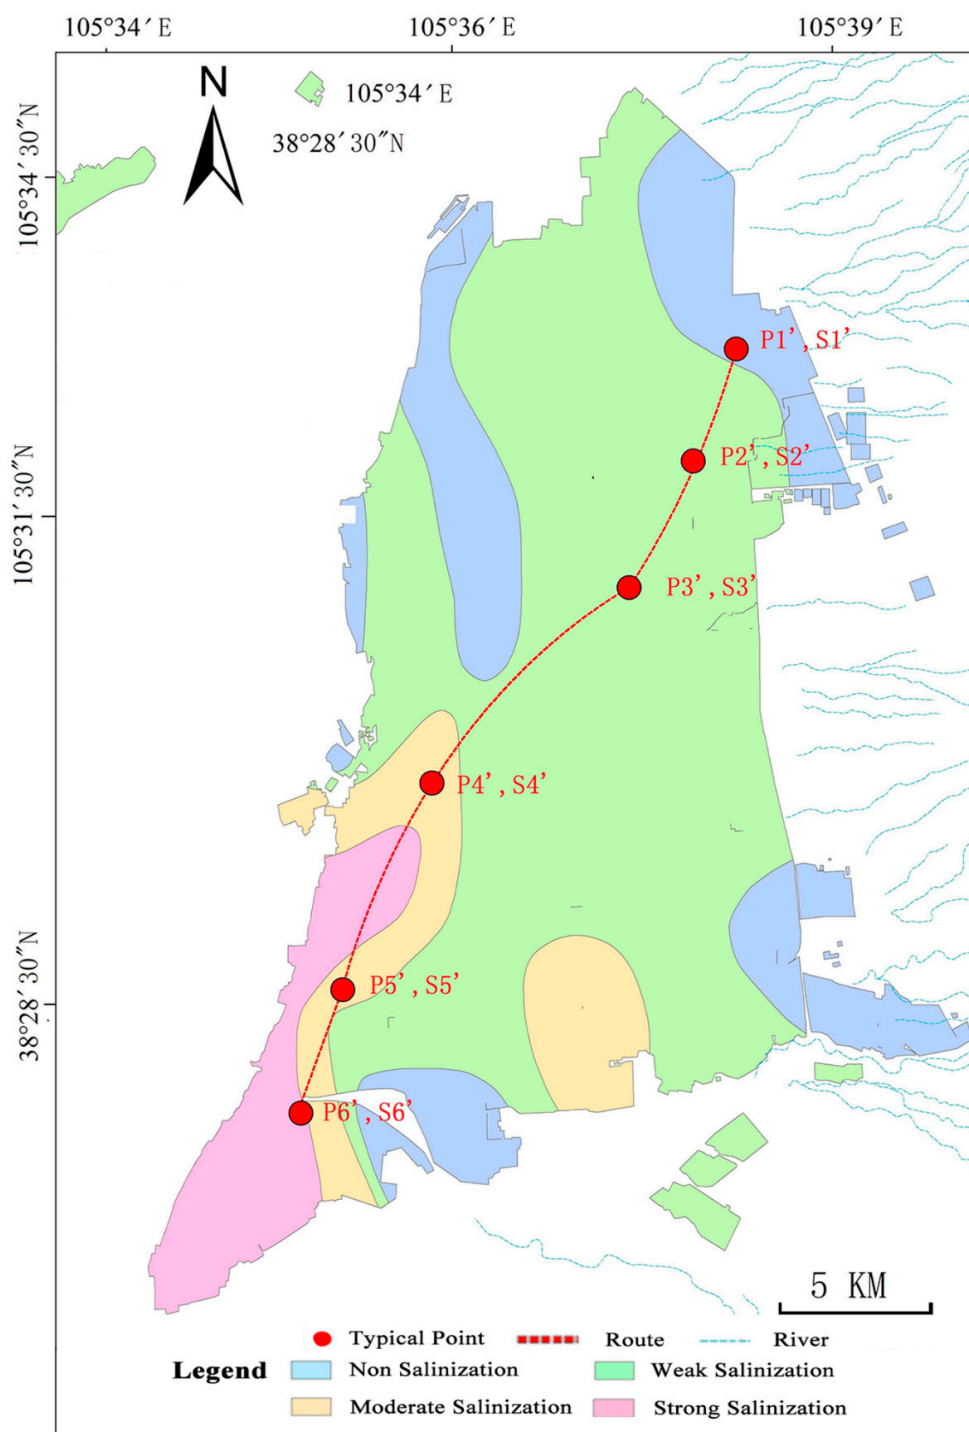 105°34′E 105°36′E 105°39′E
N
105°34′E
38°28′30″N
105°34′30″N
P1’,S1’
P2’,S2’
105°31′30″N
P3’,S3’
P4’,S4’
38°28′30″N
P5’,S5’
P6’,S6’
5 KM
Typical Point Route River
Legend Non Salinization Weak Salinization
Moderate Salinization Strong Salinization